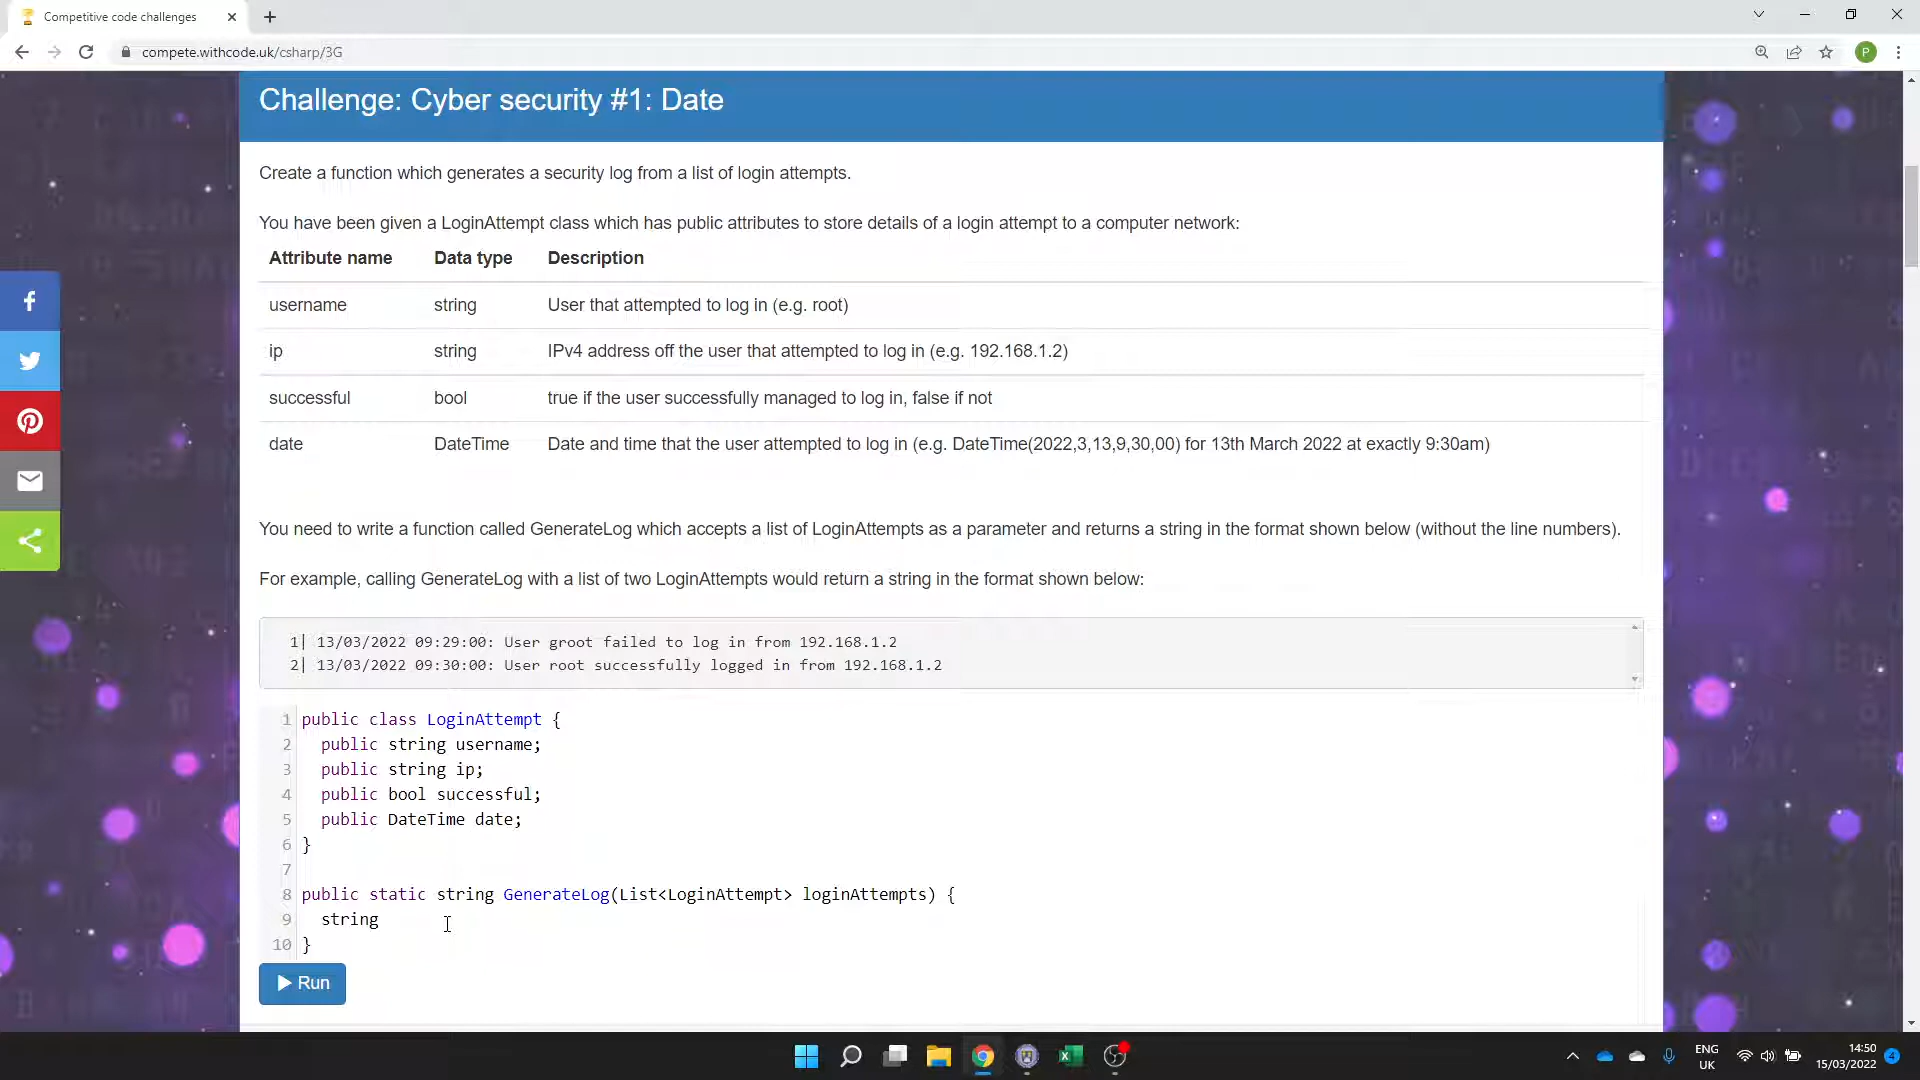 Competitive code challenges
compete.withcode.uk/csharp/3G
P
Challenge: Cyber security #1: Date
Create a function which generates a security log from a list of login attempts.
You have been given a LoginAttempt class which has public attributes to store details of a login attempt to a computer network:
Attribute name Data type Description
username string User that attempted to log in (e.g. root)
ip string IPv4 address off the user that attempted to log in (e.g. 192.168.1.2)
successful bool true if the user successfully managed to log in, false if not
date DateTime Date and time that the user attempted to log in (e.g. DateTime(2022,3,13,9,30,00) for 13th March 2022 at exactly 9:30am)
You need to write a function called GenerateLog which accepts a list of LoginAttempts as a parameter and returns a string in the format shown below (without the line numbers).
For example, calling GenerateLog with a list of two LoginAttempts would return a string in the format shown below:
1| 13/03/2022 09:29:00: User groot failed to log in from 192.168.1.2
2| 13/03/2022 09:30:00: User root successfully logged in from 192.168.1.2
1 public class LoginAttempt {
2 public string username;
3 public string ip;
4 public bool successful;
5 public DateTime date;
6 }
7
8 public static string GenerateLog(List<LoginAttempt> loginAttempts) {
9 string
10 }
Run
ENG
UK
14:50
15/03/2022
4